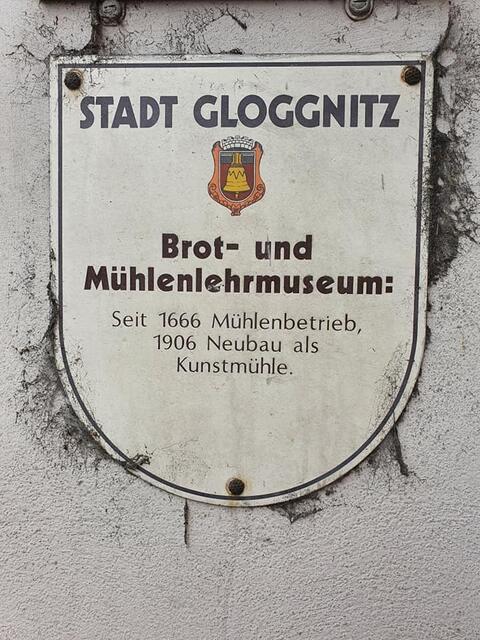 STADT GLOGGNITZ
Brot- und
Mühlenlehrmuseum:
Seit 1666 Mühlenbetrieb,
1906 Neubau als
Kunstmühle.